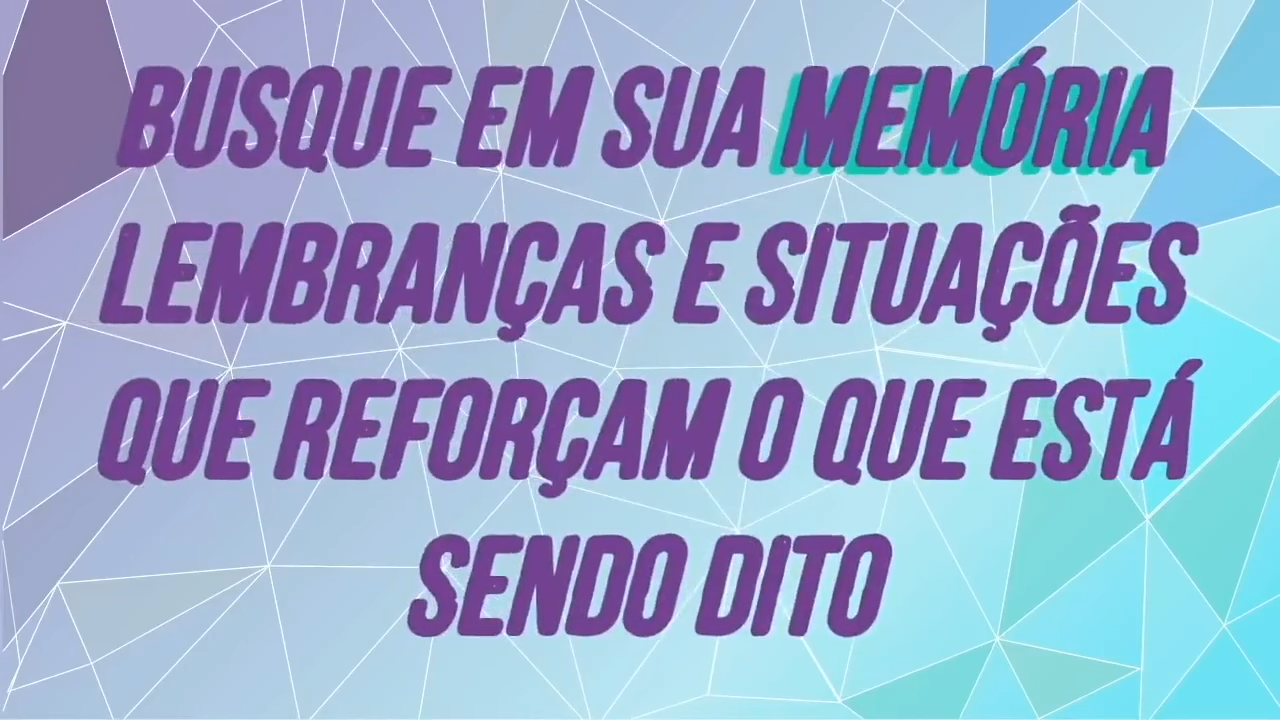 BUSQUE EM SUA MEMÓRIA
LEMBRANÇAS E SITUAÇÕES
QUE REFORÇAM O QUE ESTÁ
SENDO DITO